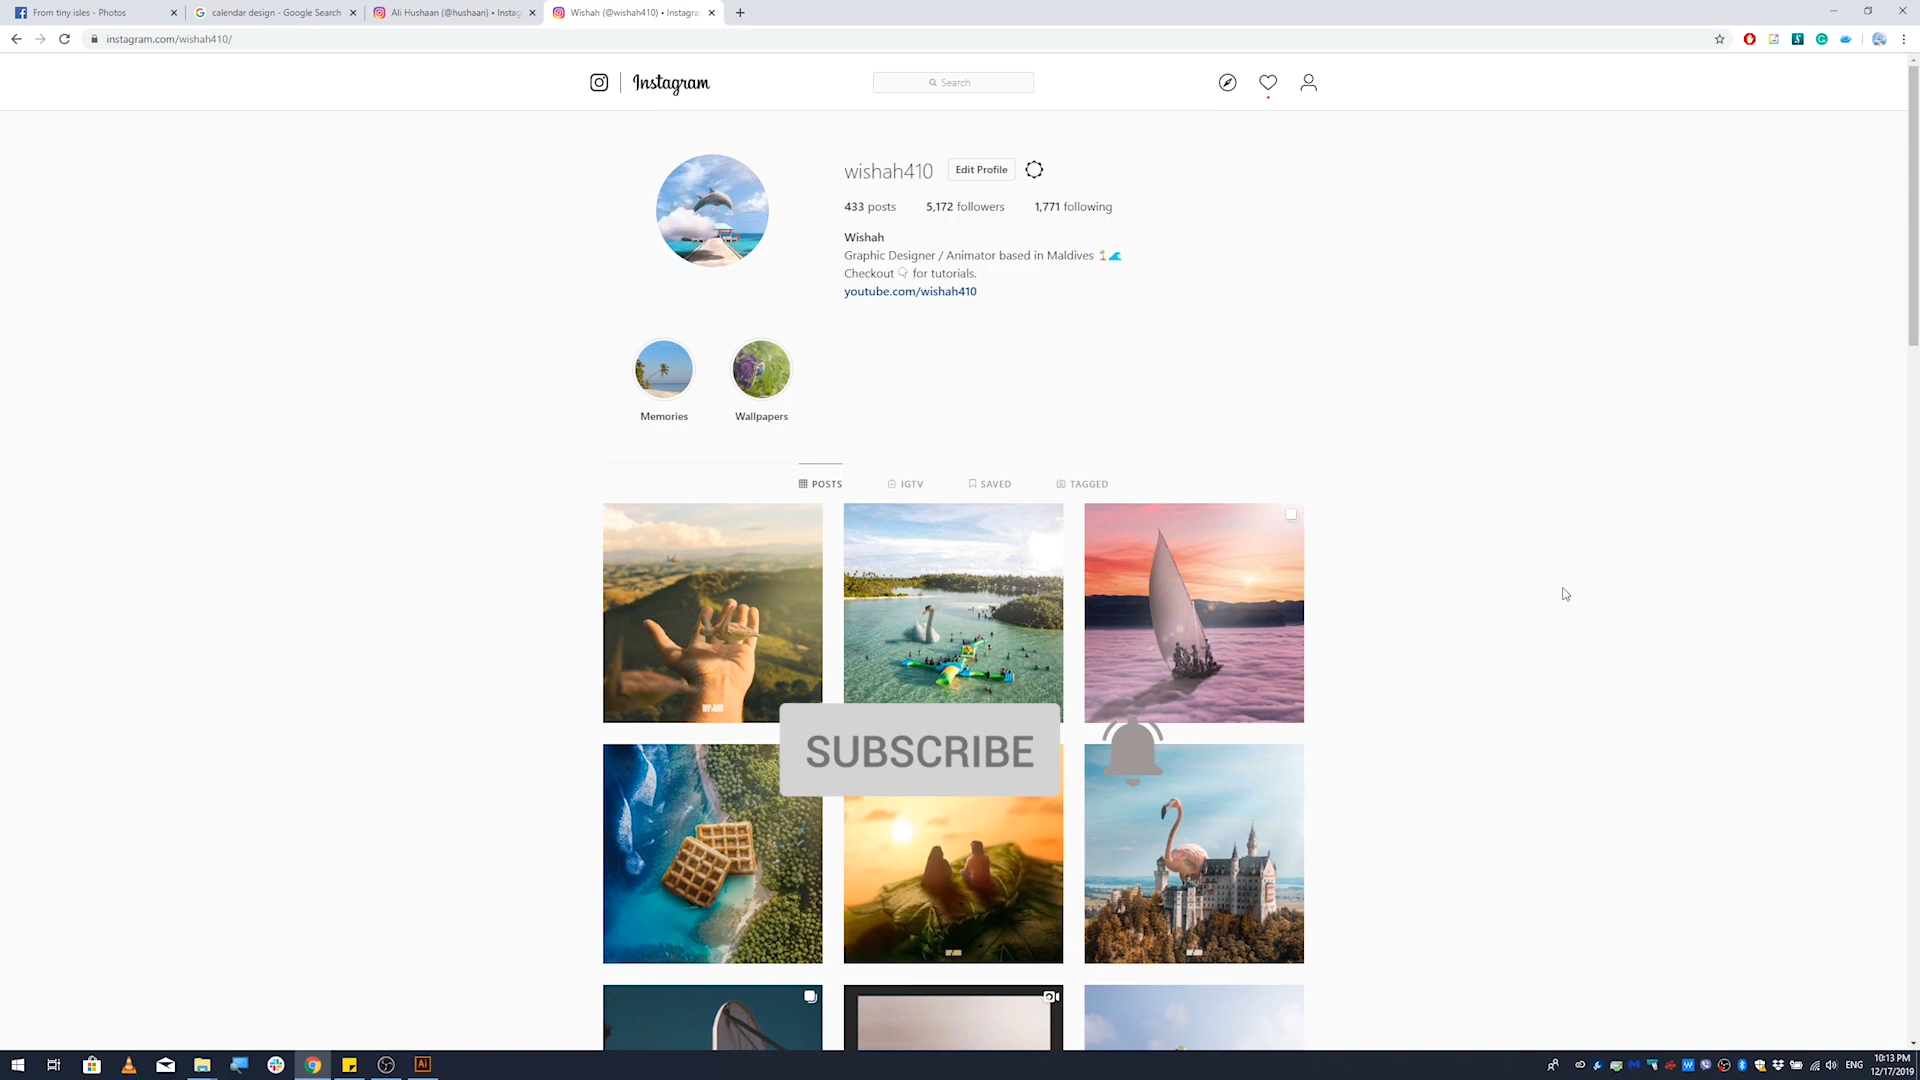 From tiny isles - Photos
calendar design - Google Search
Ali Hushaan (@hushaan) • Instag
Wishah (@wishah410) • Instagra
instagram.com/wishah410/
Instagram
Search
wishah410
Edit Profile
433 posts
5,172 followers
1,771 following
Wishah
Graphic Designer / Animator based in Maldives 🏝️🌊
Checkout 👇 for tutorials.
youtube.com/wishah410
Memories
Wallpapers
POSTS
IGTV
SAVED
TAGGED
SUBSCRIBE
Ai
ENG
10:13 PM
12/17/2019